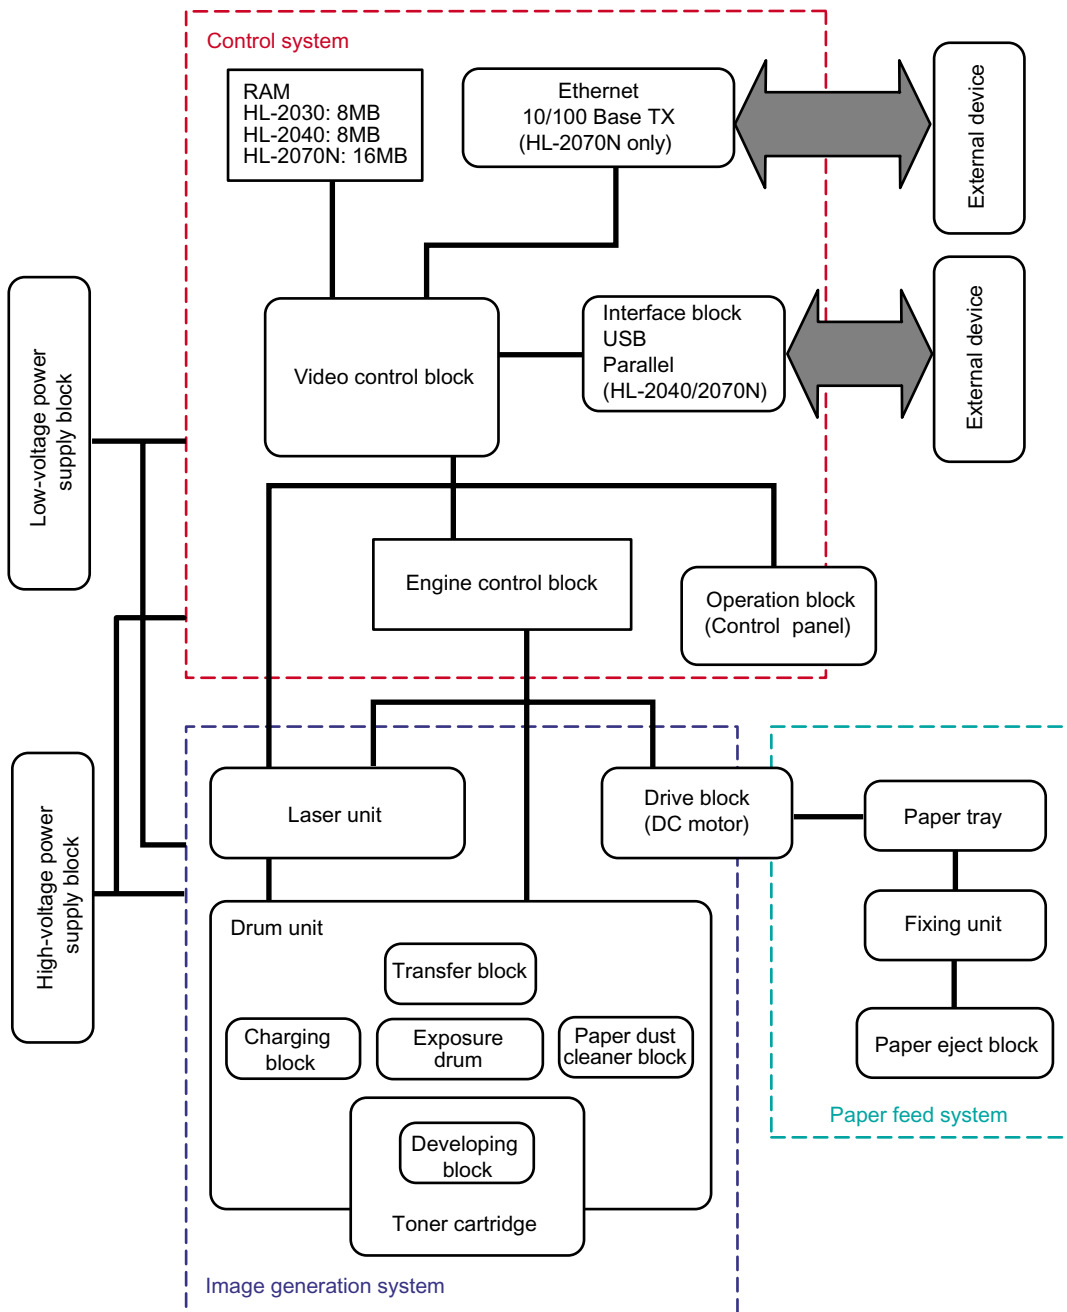 Control system
RAM
HL-2030: 8MB
HL-2040: 8MB
HL-2070N: 16MB
Ethernet
10/100 Base TX
(HL-2070N only)
External device
Low-voltage power
supply block
Video control block
Interface block
USB
Parallel
(HL-2040/2070N)
External device
Engine control block
Operation block
(Control panel)
High-voltage power
supply block
Laser unit
Drive block
(DC motor)
Paper tray
Drum unit
Fixing unit
Transfer block
Charging
block
Exposure
drum
Paper dust
cleaner block
Paper eject block
Paper feed system
Developing
block
Toner cartridge
Image generation system